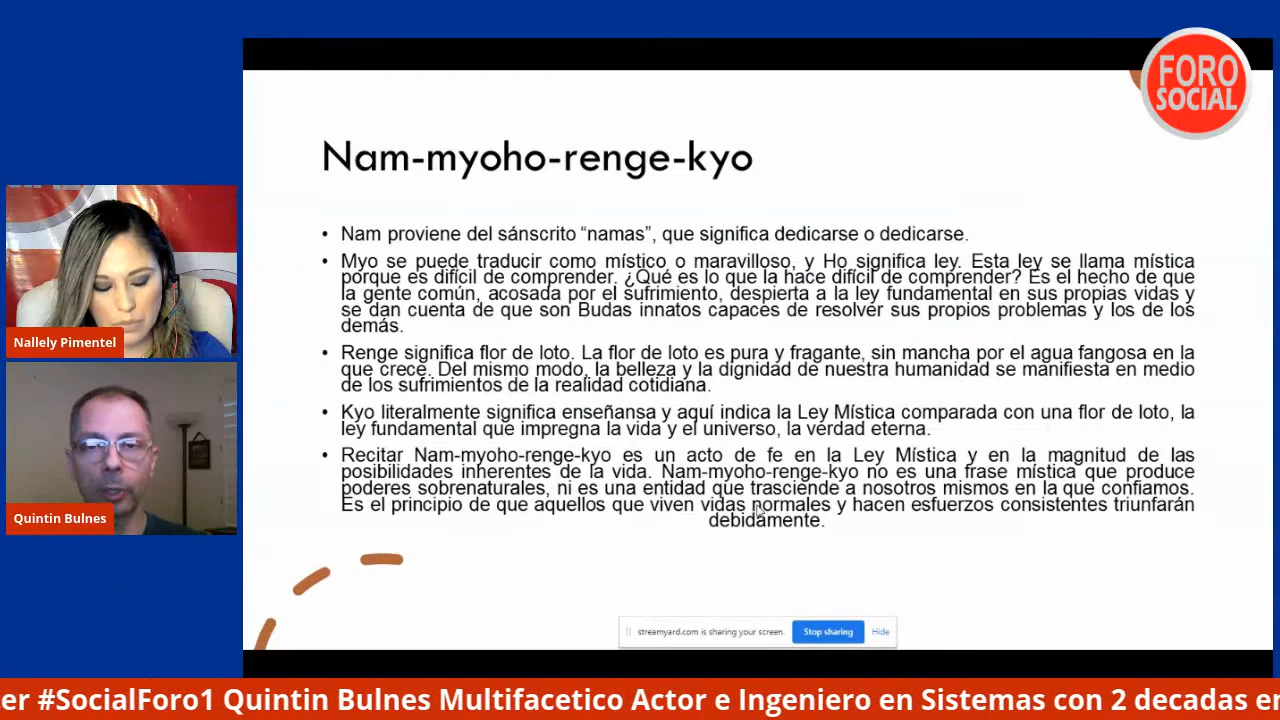 FORO
SOCIAL
Nam-myoho-renge-kyo
• Nam proviene del sánscrito “namas”, que significa dedicarse o dedicarse.
• Myo se puede traducir como místico o maravilloso, y Ho significa ley. Esta ley se llama mística
porque es difícil de comprender. ¿Qué es lo que la hace difícil de comprender? Es el hecho de que
la gente común, acosada por el sufrimiento, despierta a la ley fundamental en sus propias vidas y
se dan cuenta de que son Budas innatos capaces de resolver sus propios problemas y los de los
demás.
• Renge significa flor de loto. La flor de loto es pura y fragante, sin mancha por el agua fangosa en la
que crece. Del mismo modo, la belleza y la dignidad de nuestra humanidad se manifiesta en medio
de los sufrimientos de la realidad cotidiana.
• Kyo literalmente significa enseñansa y aquí indica la Ley Mística comparada con una flor de loto, la
ley fundamental que impregna la vida y el universo, la verdad eterna.
• Recitar Nam-myoho-renge-kyo es un acto de fe en la Ley Mística y en la magnitud de las
posibilidades inherentes de la vida. Nam-myoho-renge-kyo no es una frase mística que produce
poderes sobrenaturales, ni es una entidad que trasciende a nosotros mismos en la que confiamos.
Es el principio de que aquellos que viven vidas normales y hacen esfuerzos consistentes triunfarán
debidamente.
Nallely Pimentel
Quintin Bulnes
streamyard.com is sharing your screen. Stop sharing Hide
ter #SocialForo1 Quintin Bulnes Multifacetico Actor e Ingeniero en Sistemas con 2 decadas en